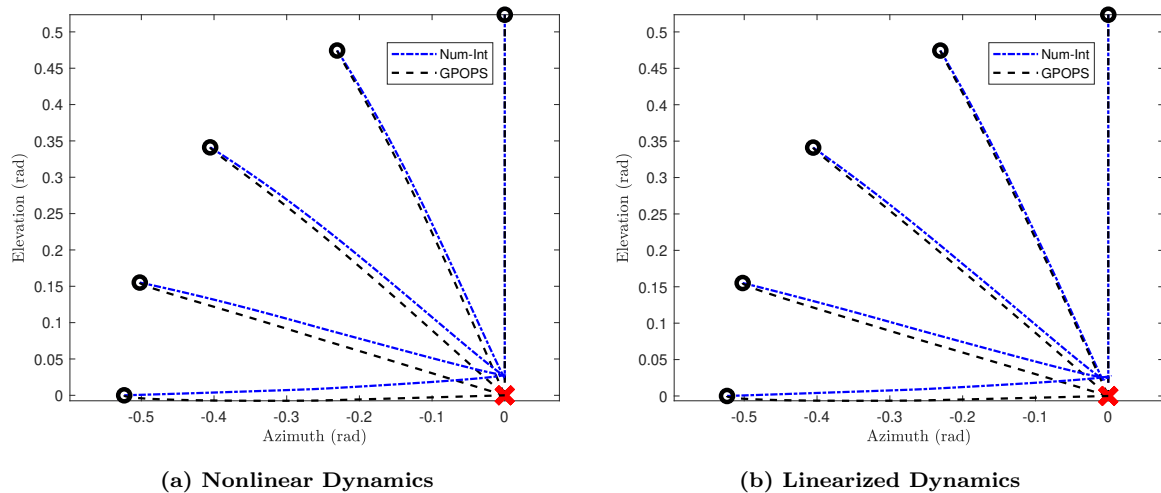 0.5
0.45
0.4
0.35
0.3
0.25
0.2
0.15
0.1
0.05
0
Elevation (rad)
Num-Int
GPOPS
-0.5 -0.4 -0.3 -0.2 -0.1 0
Azimuth (rad)
(a) Nonlinear Dynamics
0.5
0.45
0.4
0.35
0.3
0.25
0.2
0.15
0.1
0.05
0
Elevation (rad)
Num-Int
GPOPS
-0.5 -0.4 -0.3 -0.2 -0.1 0
Azimuth (rad)
(b) Linearized Dynamics